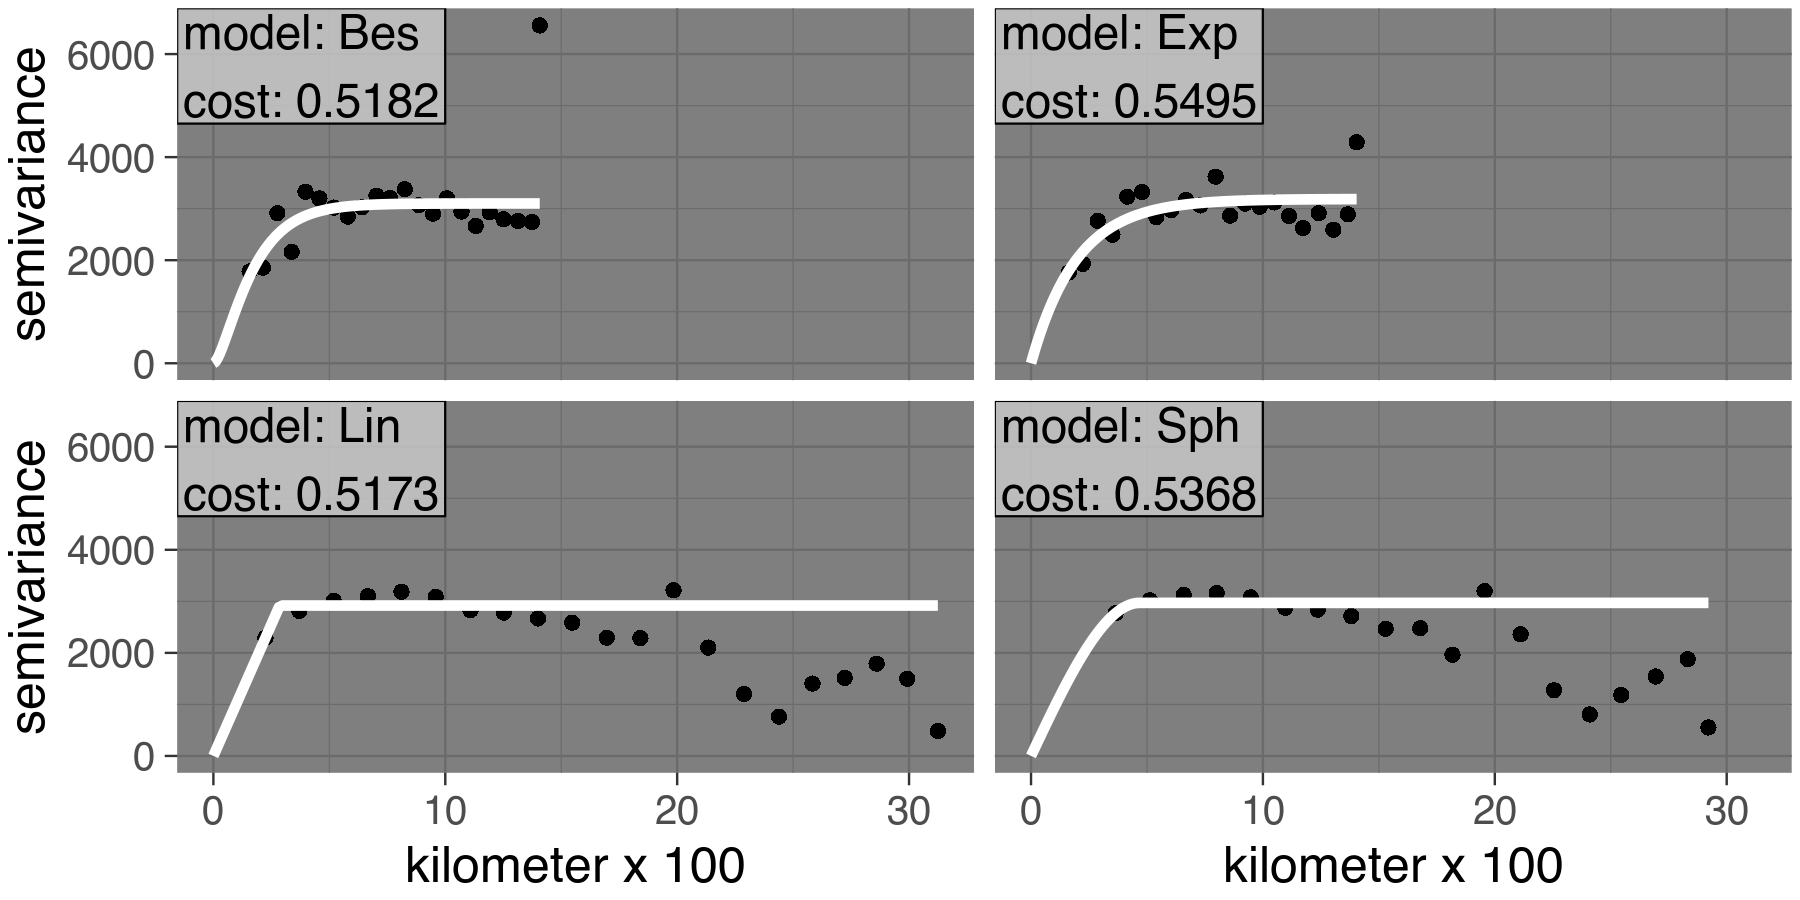 model: Bes
cost: 0.5182
model: Exp
cost: 0.5495
semivariance
6000
4000
2000
0
model: Lin
cost: 0.5173
model: Sph
cost: 0.5368
semivariance
6000
4000
2000
0
0 10 20 30
0 10 20 30
kilometer x 100
kilometer x 100